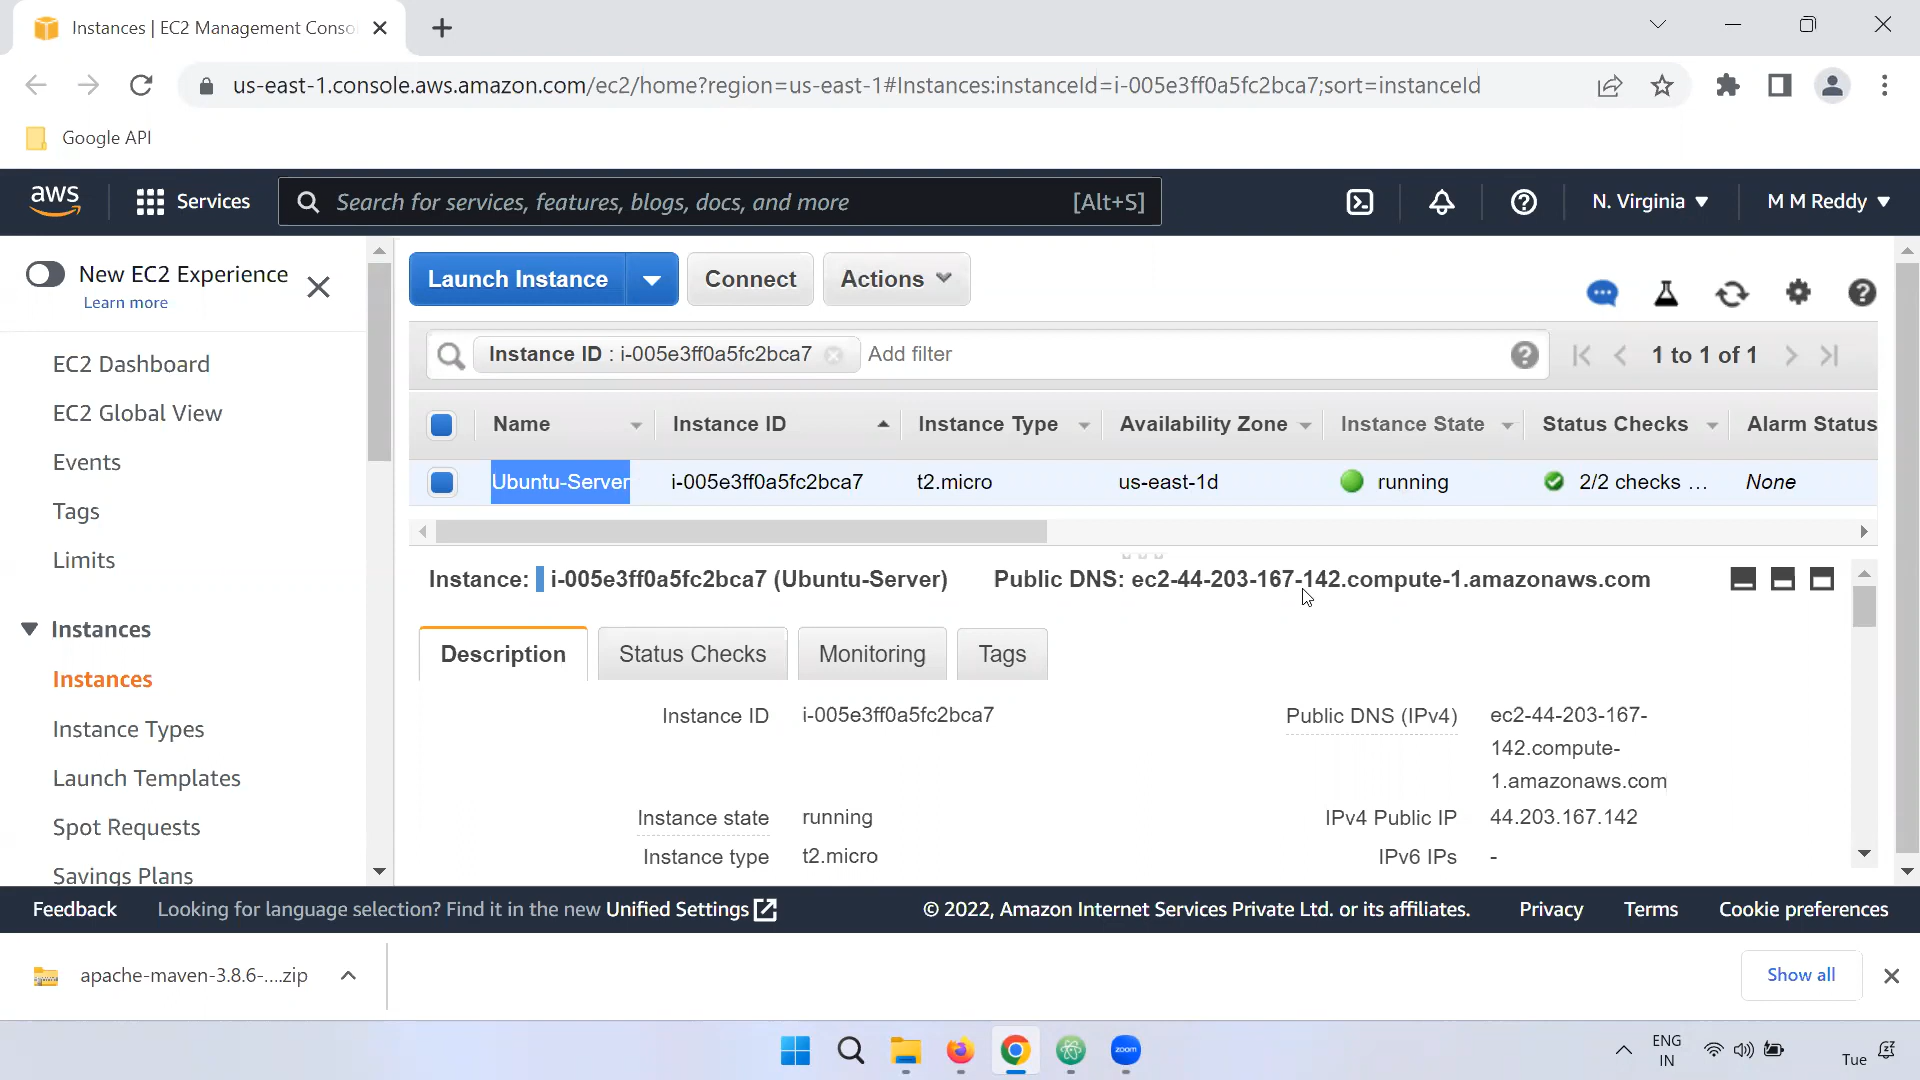 Instances | EC2 Management Conso
us-east-1.console.aws.amazon.com/ec2/home?region=us-east-1#Instances:instanceId=i-005e3ff0a5fc2bca7;sort=instanceId
Google API
aws
Services
Search for services, features, blogs, docs, and more
[Alt+S]
N. Virginia
M M Reddy
New EC2 Experience
Learn more
EC2 Dashboard
EC2 Global View
Events
Tags
Limits
Instances
Instances
Instance Types
Launch Templates
Spot Requests
Savings Plans
Launch Instance
Connect
Actions
Instance ID : i-005e3ff0a5fc2bca7
Add filter
1 to 1 of 1
Name Instance ID Instance Type Availability Zone Instance State Status Checks Alarm Status
Ubuntu-Server i-005e3ff0a5fc2bca7 t2.micro us-east-1d running 2/2 checks ... None
Instance: i-005e3ff0a5fc2bca7 (Ubuntu-Server) Public DNS: ec2-44-203-167-142.compute-1.amazonaws.com
Description
Status Checks
Monitoring
Tags
Instance ID i-005e3ff0a5fc2bca7
Public DNS (IPv4) ec2-44-203-167-
142.compute-
1.amazonaws.com
Instance state running
IPv4 Public IP 44.203.167.142
Instance type t2.micro
IPv6 IPs -
Feedback
Looking for language selection? Find it in the new Unified Settings
© 2022, Amazon Internet Services Private Ltd. or its affiliates.
Privacy
Terms
Cookie preferences
apache-maven-3.8.6-....zip
Show all
zoom
ENG
IN
Tue